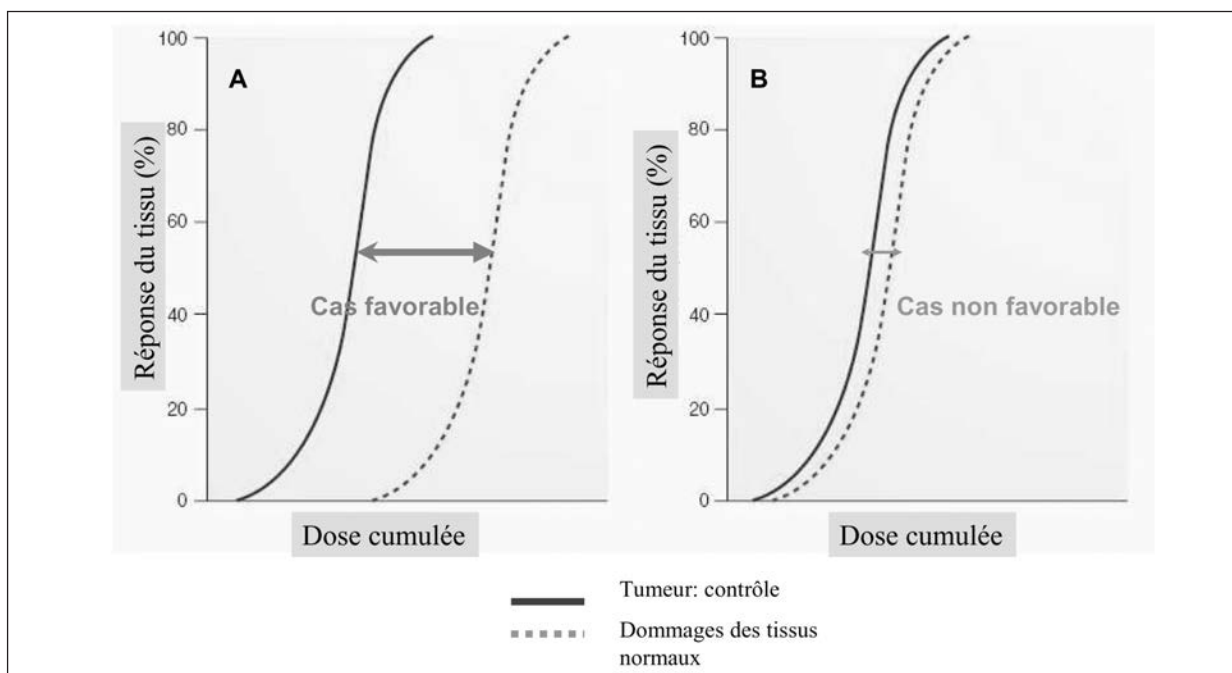 A
Réponse du tissu (%)
100
80
60
40
20
0
Cas favorable
Dose cumulée
B
Réponse du tissu (%)
100
80
60
40
20
0
Cas non favorable
Dose cumulée
Tumeur: contrôle
Dommages des tissus
normaux